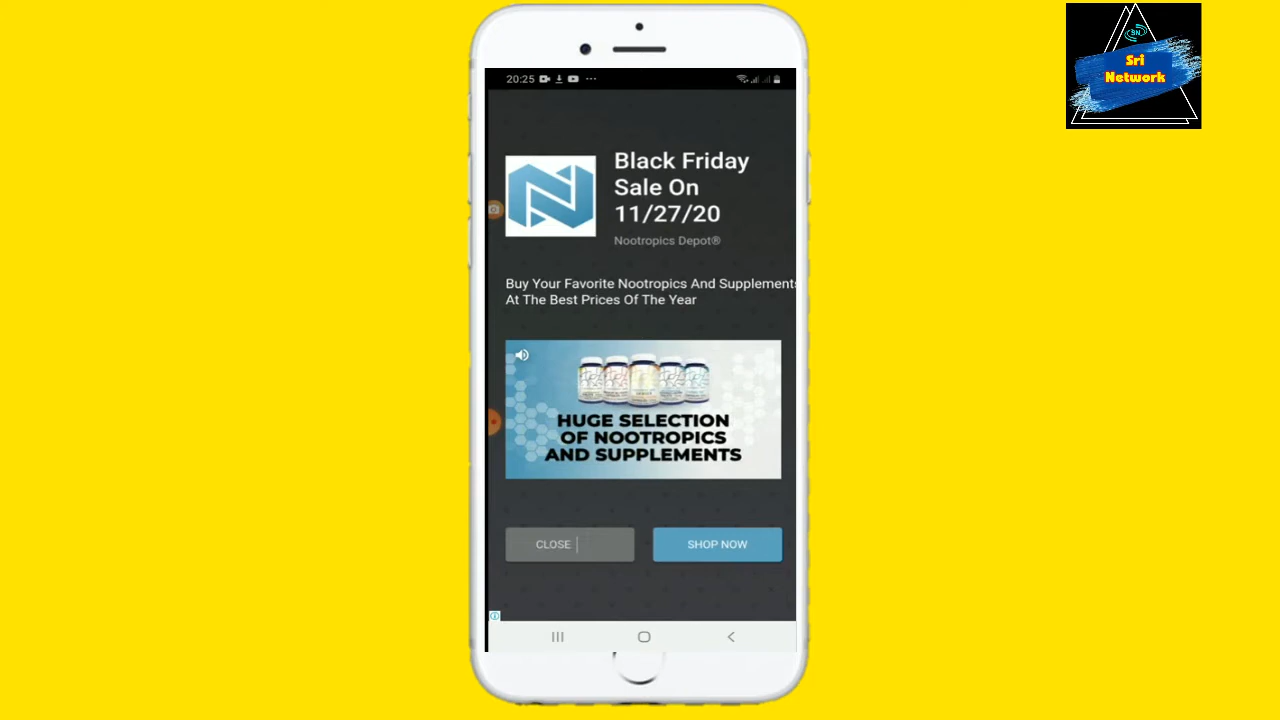 SN
Sri
Network
20:25
Black Friday
Sale On
11/27/20
Nootropics Depot®
Buy Your Favorite Nootropics And Supplements
At The Best Prices Of The Year
HUGE SELECTION
OF NOOTROPICS
AND SUPPLEMENTS
CLOSE
SHOP NOW